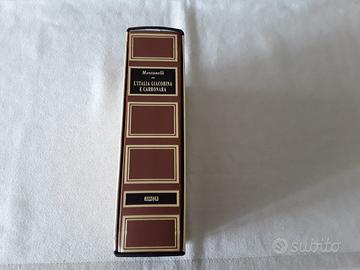 Montanelli
L'ITALIA GIACOBINA
E CARBONARA
RIZZOLI
subito